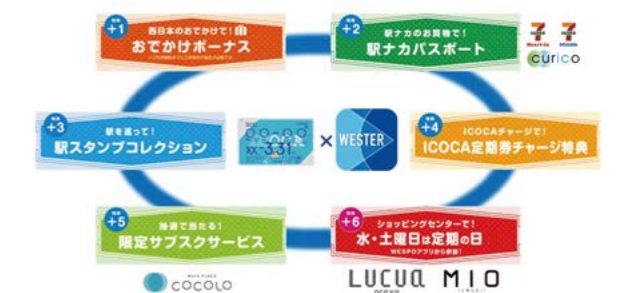 特典
+1
西日本のおでかけで!
おでかけボーナス
特典
+2
駅ナカのお買物で!
駅ナカパスポート
curico
特典
+3
駅を巡って!
駅スタンプコレクション
3.31
×
WESTER
特典
+4
ICOCAチャージで!
ICOCA定期券チャージ特典
特典
+5
抽選で当たる!
限定サブスクサービス
特典
+6
ショッピングセンターで!
水・土曜日は定期の日
WESPOアプリから参加!
COCOLO
LUCUA
OSAKA
MIO